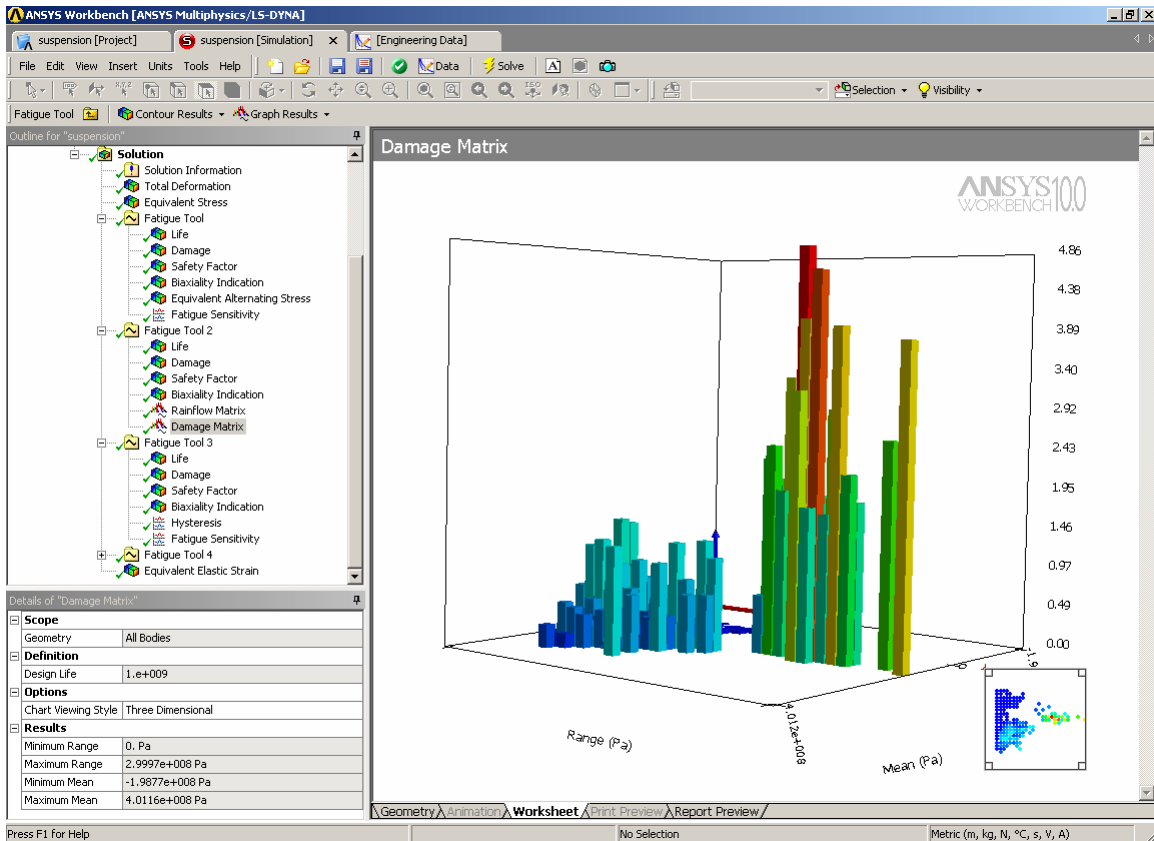 ANSYS Workbench [ANSYS Multiphysics/LS-DYNA]
suspension [Project]
suspension [Simulation]
[Engineering Data]
File Edit View Insert Units Tools Help Data Solve
Selection Visibility
Fatigue Tool Contour Results Graph Results
Outline for "suspension"
Solution
Solution Information
Total Deformation
Equivalent Stress
Fatigue Tool
Life
Damage
Safety Factor
Biaxiality Indication
Equivalent Alternating Stress
Fatigue Sensitivity
Fatigue Tool 2
Life
Damage
Safety Factor
Biaxiality Indication
Rainflow Matrix
Damage Matrix
Fatigue Tool 3
Life
Damage
Safety Factor
Biaxiality Indication
Hysteresis
Fatigue Sensitivity
Fatigue Tool 4
Equivalent Elastic Strain
Details of "Damage Matrix"
Scope
Geometry All Bodies
Definition
Design Life 1.e+009
Options
Chart Viewing Style Three Dimensional
Results
Minimum Range 0. Pa
Maximum Range 2.9997e+008 Pa
Minimum Mean -1.9877e+008 Pa
Maximum Mean 4.0116e+008 Pa
Damage Matrix
ANSYS 10.0
WORKBENCH
4.86
4.38
3.89
3.40
2.92
2.43
1.95
1.46
0.97
0.49
0.00
-1.9
4.012e+008
Range (Pa)
Mean (Pa)
Geometry Animation Worksheet Print Preview Report Preview
Press F1 for Help
No Selection
Metric (m, kg, N, °C, s, V, A)